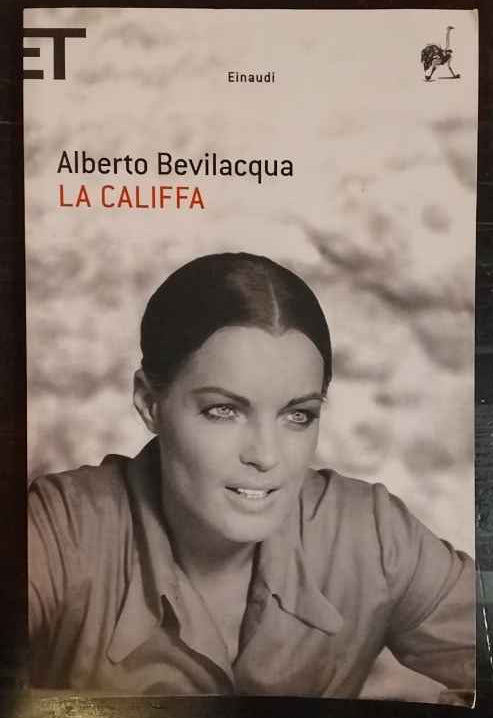 ET
Einaudi
Alberto Bevilacqua
LA CALIFFA